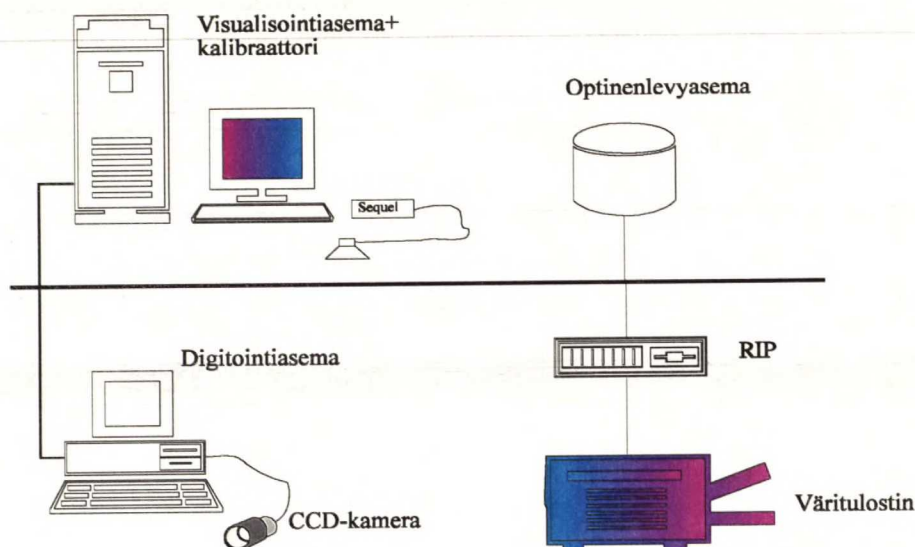 Visualisointiasema+
kalibraattori
Optinenlevyasema
Sequel
RIP
Digitointiasema
CCD-kamera
Väritulostin